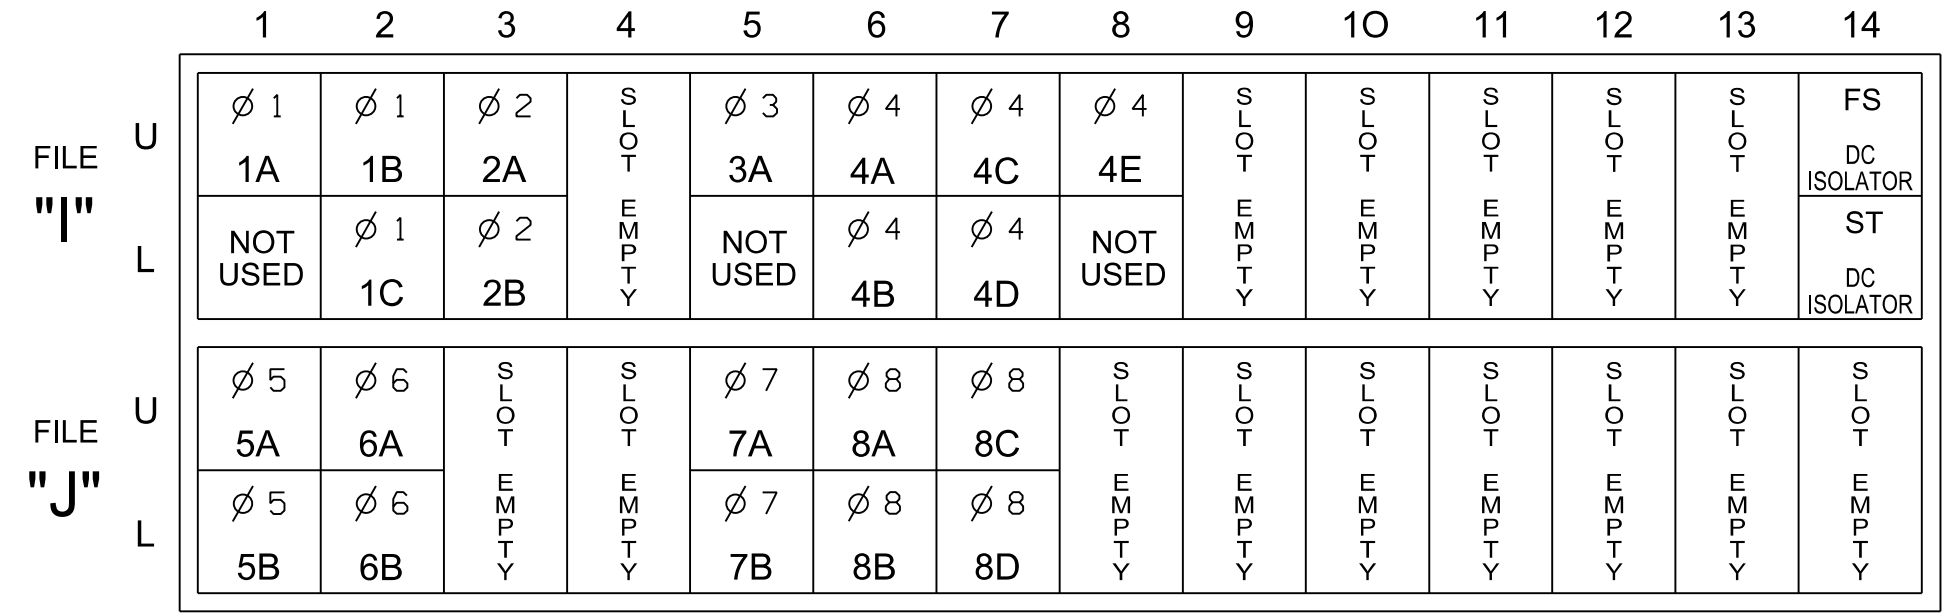 1 2 3 4 5 6 7 8 9 10 11 12 13 14
FILE "I"
U
L
Ø 1 1A
NOT USED
Ø 1 1B
Ø 1 1C
Ø 2 2A
Ø 2 2B
SLOT EMPTY
Ø 3 3A
NOT USED
Ø 4 4A
Ø 4 4B
Ø 4 4C
Ø 4 4D
Ø 4 4E
NOT USED
SLOT EMPTY
SLOT EMPTY
SLOT EMPTY
SLOT EMPTY
SLOT EMPTY
FS
DC
ISOLATOR
ST
DC
ISOLATOR
FILE "J"
U
L
Ø 5 5A
Ø 5 5B
Ø 6 6A
Ø 6 6B
SLOT EMPTY
SLOT EMPTY
Ø 7 7A
Ø 7 7B
Ø 8 8A
Ø 8 8B
Ø 8 8C
Ø 8 8D
SLOT EMPTY
SLOT EMPTY
SLOT EMPTY
SLOT EMPTY
SLOT EMPTY
SLOT EMPTY
SLOT EMPTY